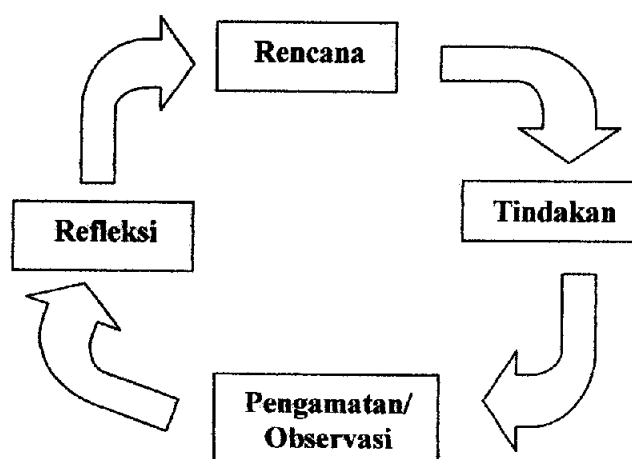 Rencana
Tindakan
Refleksi
Pengamatan/
Observasi